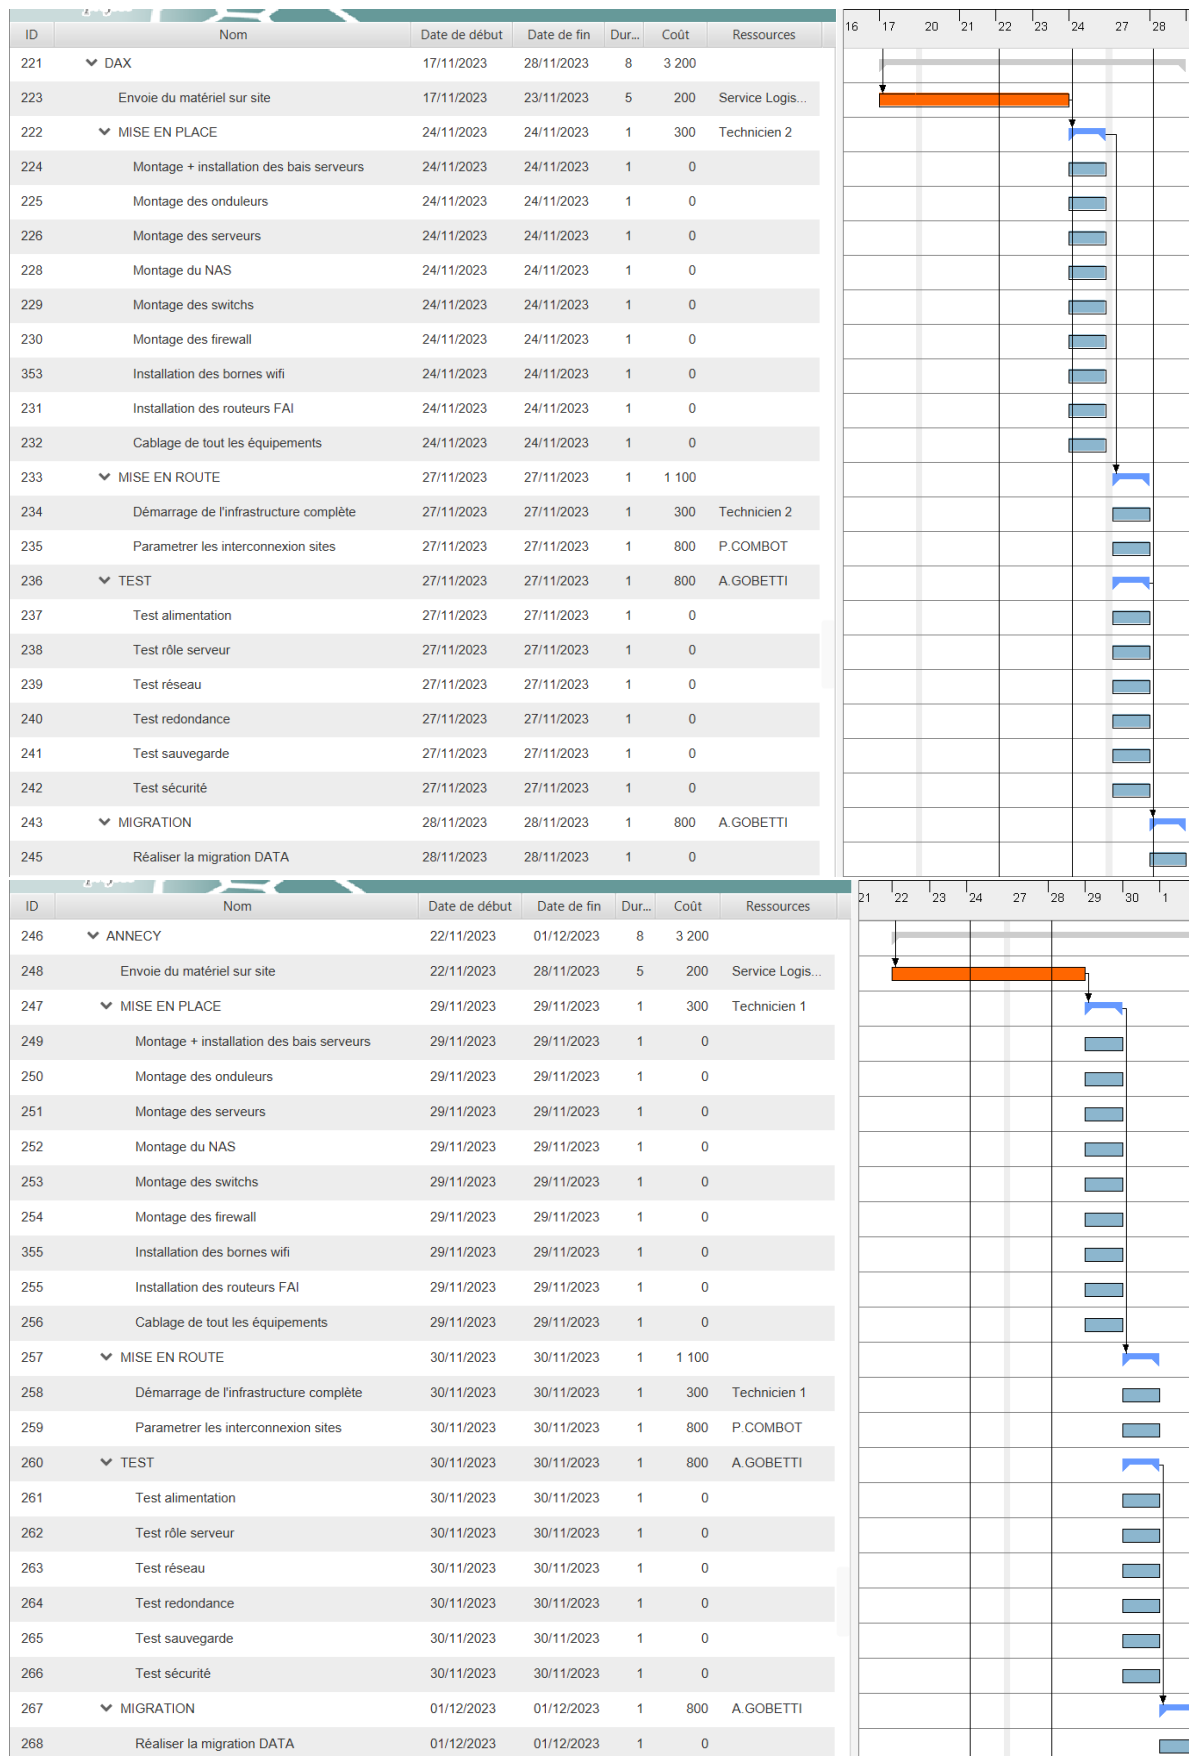 ID Nom Date de début Date de fin Dur... Coût Ressources 16 17 20 21 22 23 24 27 28
221 DAX 17/11/2023 28/11/2023 8 3 200
223 Envoie du matériel sur site 17/11/2023 23/11/2023 5 200 Service Logis...
222 MISE EN PLACE 24/11/2023 24/11/2023 1 300 Technicien 2
224 Montage + installation des bais serveurs 24/11/2023 24/11/2023 1 0
225 Montage des onduleurs 24/11/2023 24/11/2023 1 0
226 Montage des serveurs 24/11/2023 24/11/2023 1 0
228 Montage du NAS 24/11/2023 24/11/2023 1 0
229 Montage des switchs 24/11/2023 24/11/2023 1 0
230 Montage des firewall 24/11/2023 24/11/2023 1 0
353 Installation des bornes wifi 24/11/2023 24/11/2023 1 0
231 Installation des routeurs FAI 24/11/2023 24/11/2023 1 0
232 Cablage de tout les équipements 24/11/2023 24/11/2023 1 0
233 MISE EN ROUTE 27/11/2023 27/11/2023 1 1 100
234 Démarrage de l'infrastructure complète 27/11/2023 27/11/2023 1 300 Technicien 2
235 Parametrer les interconnexion sites 27/11/2023 27/11/2023 1 800 P.COMBOT
236 TEST 27/11/2023 27/11/2023 1 800 A.GOBETTI
237 Test alimentation 27/11/2023 27/11/2023 1 0
238 Test rôle serveur 27/11/2023 27/11/2023 1 0
239 Test réseau 27/11/2023 27/11/2023 1 0
240 Test redondance 27/11/2023 27/11/2023 1 0
241 Test sauvegarde 27/11/2023 27/11/2023 1 0
242 Test sécurité 27/11/2023 27/11/2023 1 0
243 MIGRATION 28/11/2023 28/11/2023 1 800 A.GOBETTI
245 Réaliser la migration DATA 28/11/2023 28/11/2023 1 0
ID Nom Date de début Date de fin Dur... Coût Ressources 21 22 23 24 27 28 29 30 1
246 ANNECY 22/11/2023 01/12/2023 8 3 200
248 Envoie du matériel sur site 22/11/2023 28/11/2023 5 200 Service Logis...
247 MISE EN PLACE 29/11/2023 29/11/2023 1 300 Technicien 1
249 Montage + installation des bais serveurs 29/11/2023 29/11/2023 1 0
250 Montage des onduleurs 29/11/2023 29/11/2023 1 0
251 Montage des serveurs 29/11/2023 29/11/2023 1 0
252 Montage du NAS 29/11/2023 29/11/2023 1 0
253 Montage des switchs 29/11/2023 29/11/2023 1 0
254 Montage des firewall 29/11/2023 29/11/2023 1 0
355 Installation des bornes wifi 29/11/2023 29/11/2023 1 0
255 Installation des routeurs FAI 29/11/2023 29/11/2023 1 0
256 Cablage de tout les équipements 29/11/2023 29/11/2023 1 0
257 MISE EN ROUTE 30/11/2023 30/11/2023 1 1 100
258 Démarrage de l'infrastructure complète 30/11/2023 30/11/2023 1 300 Technicien 1
259 Parametrer les interconnexion sites 30/11/2023 30/11/2023 1 800 P.COMBOT
260 TEST 30/11/2023 30/11/2023 1 800 A.GOBETTI
261 Test alimentation 30/11/2023 30/11/2023 1 0
262 Test rôle serveur 30/11/2023 30/11/2023 1 0
263 Test réseau 30/11/2023 30/11/2023 1 0
264 Test redondance 30/11/2023 30/11/2023 1 0
265 Test sauvegarde 30/11/2023 30/11/2023 1 0
266 Test sécurité 30/11/2023 30/11/2023 1 0
267 MIGRATION 01/12/2023 01/12/2023 1 800 A.GOBETTI
268 Réaliser la migration DATA 01/12/2023 01/12/2023 1 0